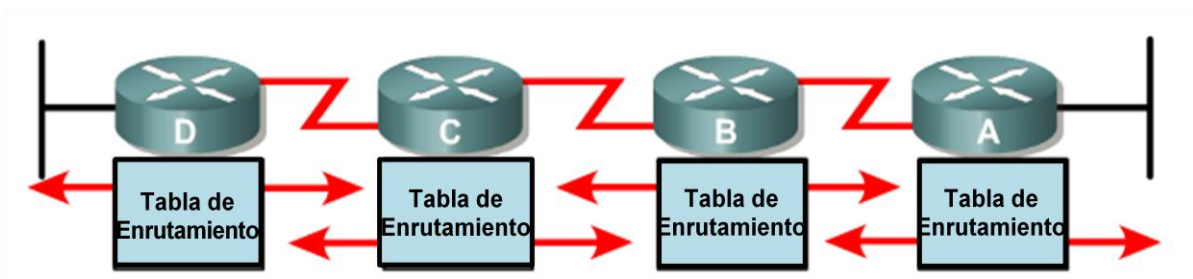 D
C
B
A
Tabla de
Enrutamiento
Tabla de
Enrutamiento
Tabla de
Enrutamiento
Tabla de
Enrutamiento